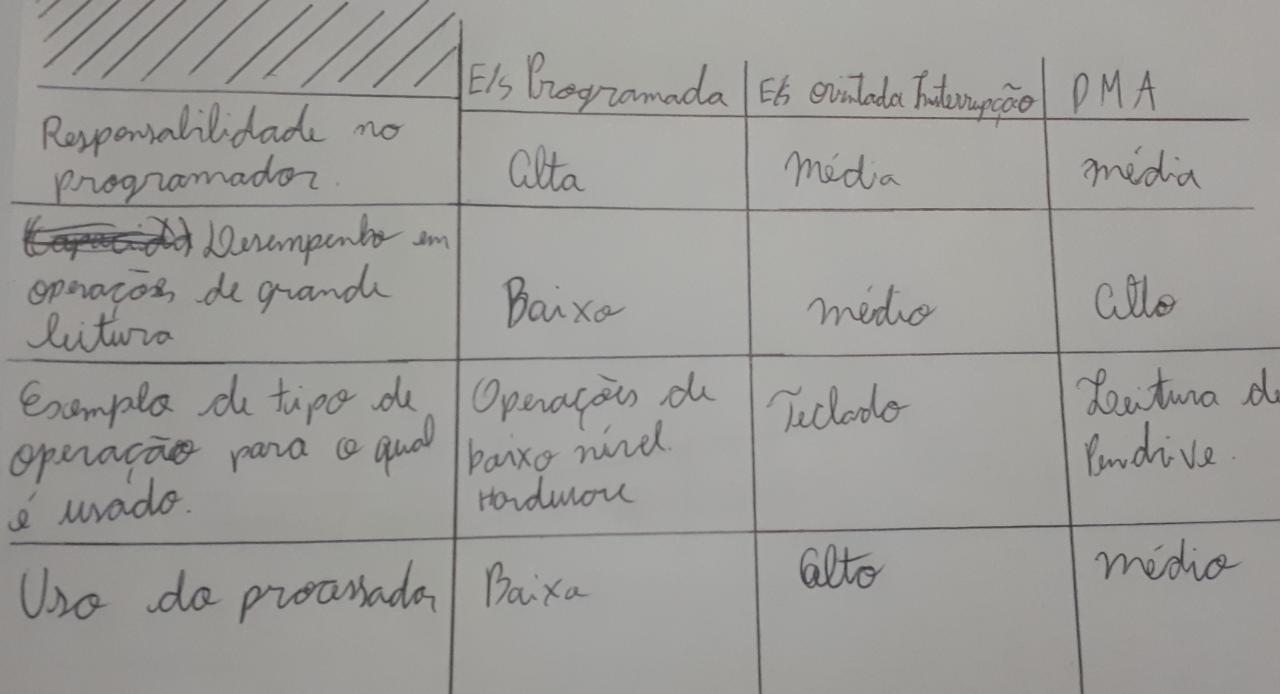 E/S Programada
E/S orintada Interrupção
DMA
Responsabilidade no
programador.
Alta
Média
média
Desempenho em
operações de grande
leitura
Baixo
médio
Alto
Exemplo de tipo de
operação para o qual
é usado.
Operações de
baixo nível.
Hardware
Teclado
Leitura de
Pendrive.
Uso do processador
Baixa
Alto
médio